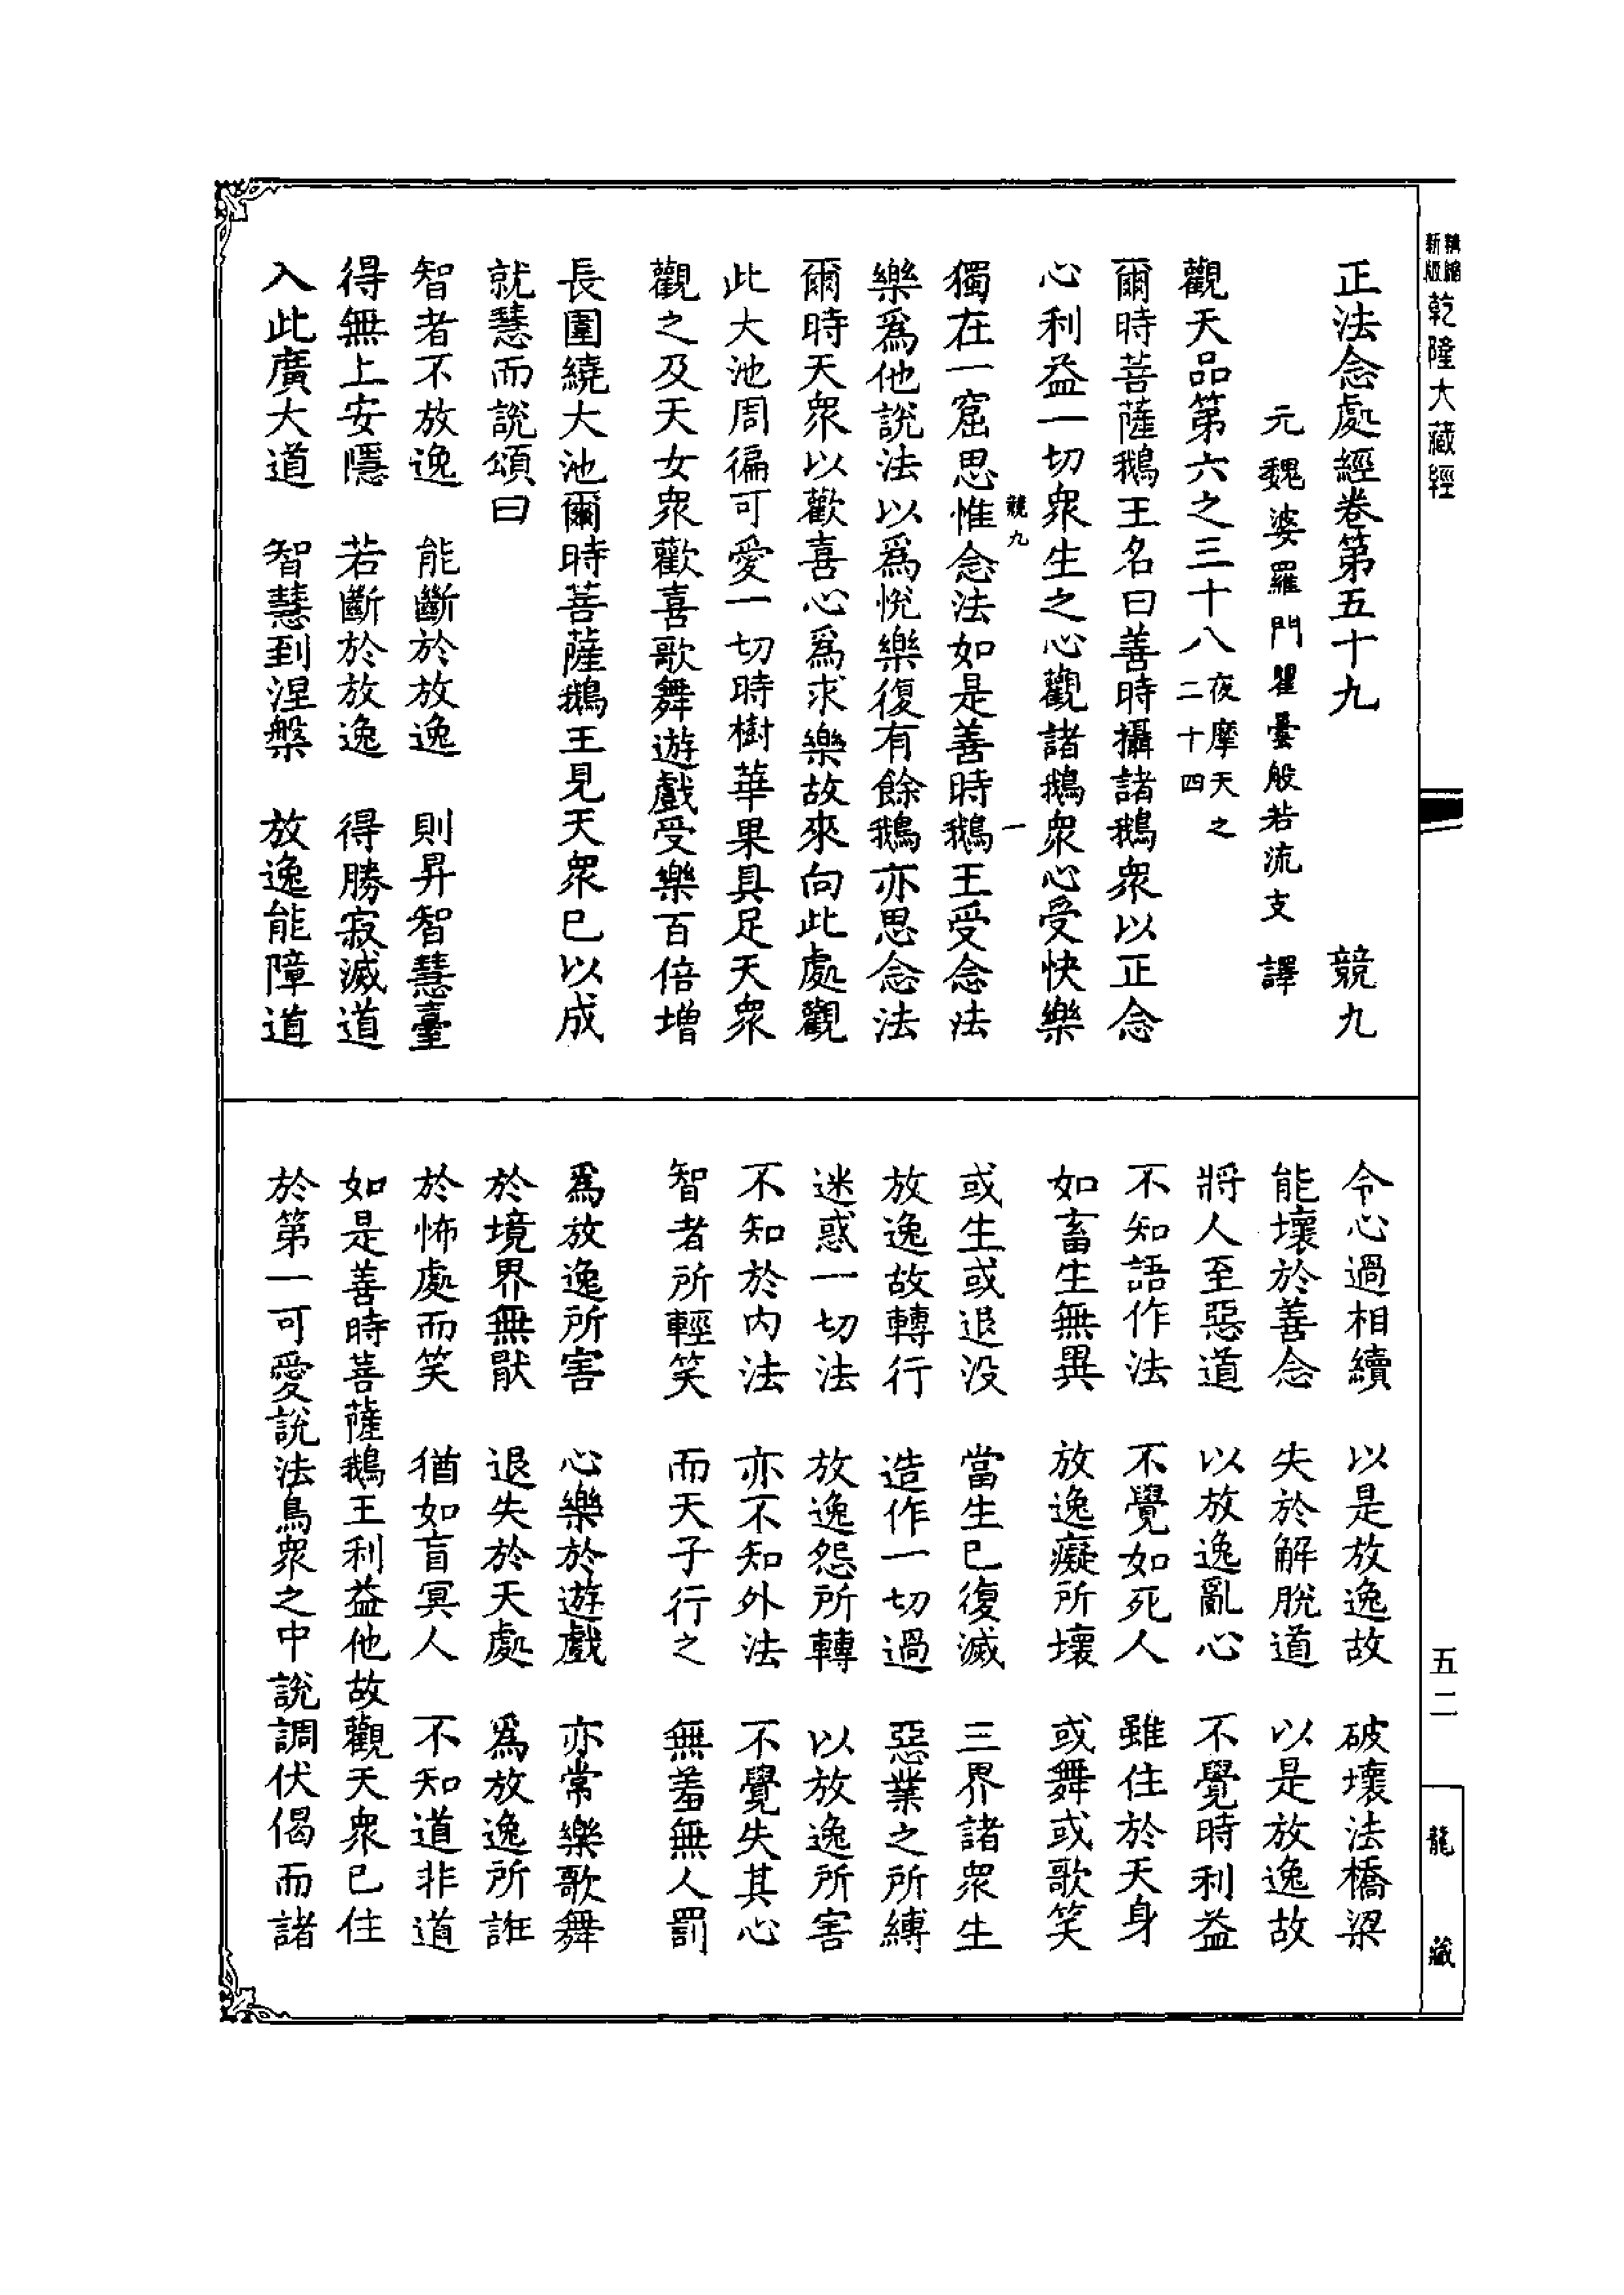 精縮新版乾隆大藏經
正法念處經卷第五十九　競九
元魏婆羅門瞿曇般若流支譯
觀天品第六之三十八夜摩天之二十四
爾時菩薩鵝王名曰善時攝諸鵝衆以正念
心利益一切衆生之心觀諸鵝衆心受快樂
競九　一
獨在一窟思惟念法如是善時鵝王受念法
樂爲他說法以爲悅樂復有餘鵝亦思念法
爾時天衆以歡喜心爲求樂故來向此處觀
此大池周徧可愛一切時樹華果具足天衆
觀之及天女衆歡喜歌舞遊戲受樂百倍增
長圍繞大池爾時菩薩鵝王見天衆已以成
就慧而說頌曰
智者不放逸　能斷於放逸　則昇智慧臺
得無上安隱　若斷於放逸　得勝寂滅道
入此廣大道　智慧到涅槃　放逸能障道
令心過相續　以是放逸故　破壞法橋梁
能壞於善念　失於解脫道　以是放逸故
將人至惡道　以放逸亂心　不覺時利益
不知語作法　不覺如死人　雖住於天身
如畜生無異　放逸癡所壞　或舞或歌笑
或生或退没　當生已復滅　三界諸衆生
放逸故轉行　造作一切過　惡業之所縛
迷惑一切法　放逸怨所轉　以放逸所害
不知於内法　亦不知外法　不覺失其心
智者所輕笑　而天子行之　無羞無人罰
爲放逸所害　心樂於遊戲　亦常樂歌舞
於境界無猒　退失於天處　爲放逸所誑
於怖處而笑　猶如盲冥人　不知道非道
如是善時菩薩鵝王利益他故觀天衆已住
於第一可愛說法鳥衆之中說調伏偈而諸
五二
龍藏